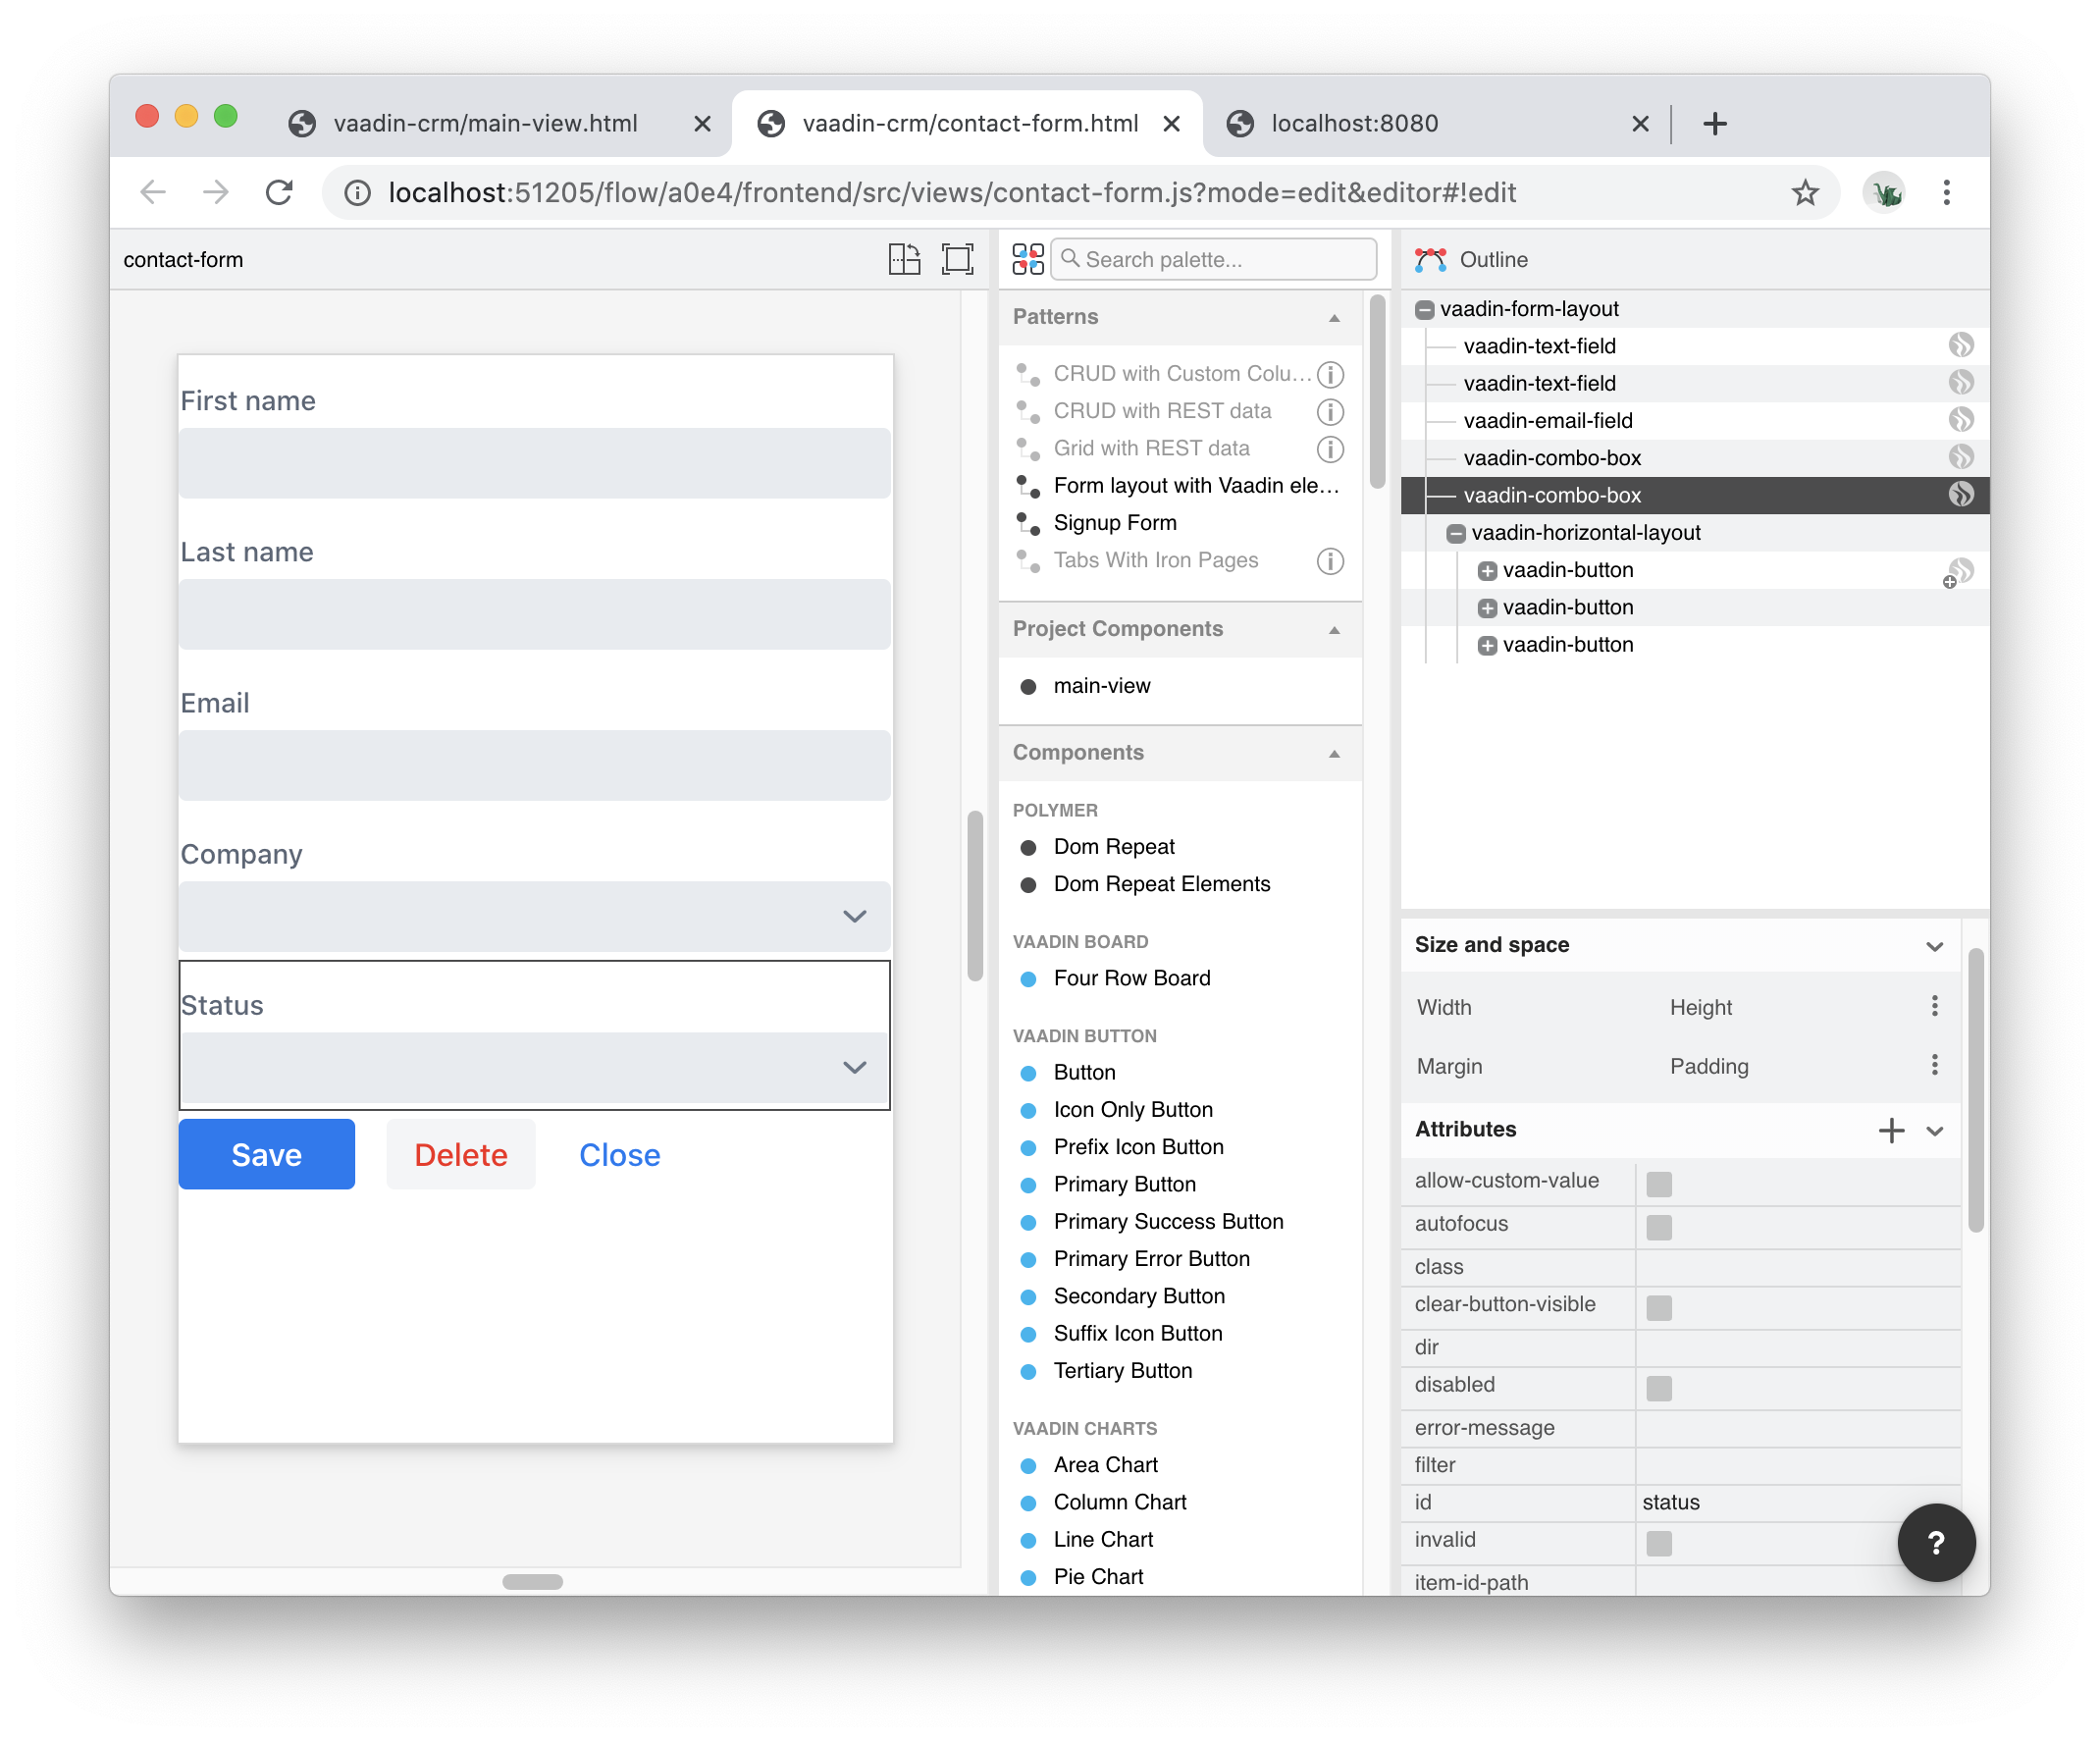 vaadin-crm/main-view.html
vaadin-crm/contact-form.html
localhost:8080
localhost:51205/flow/a0e4/frontend/src/views/contact-form.js?mode=edit&editor#!edit
contact-form
First name
Last name
Email
Company
Status
Save Delete Close
Search palette...
Patterns
CRUD with Custom Colu...
CRUD with REST data
Grid with REST data
Form layout with Vaadin ele...
Signup Form
Tabs With Iron Pages
Project Components
main-view
Components
POLYMER
Dom Repeat
Dom Repeat Elements
VAADIN BOARD
Four Row Board
VAADIN BUTTON
Button
Icon Only Button
Prefix Icon Button
Primary Button
Primary Success Button
Primary Error Button
Secondary Button
Suffix Icon Button
Tertiary Button
VAADIN CHARTS
Area Chart
Column Chart
Line Chart
Pie Chart
Outline
vaadin-form-layout
vaadin-text-field
vaadin-text-field
vaadin-email-field
vaadin-combo-box
vaadin-combo-box
vaadin-horizontal-layout
vaadin-button
vaadin-button
vaadin-button
Size and space
Width Height
Margin Padding
Attributes
allow-custom-value
autofocus
class
clear-button-visible
dir
disabled
error-message
filter
id status
invalid
item-id-path
?